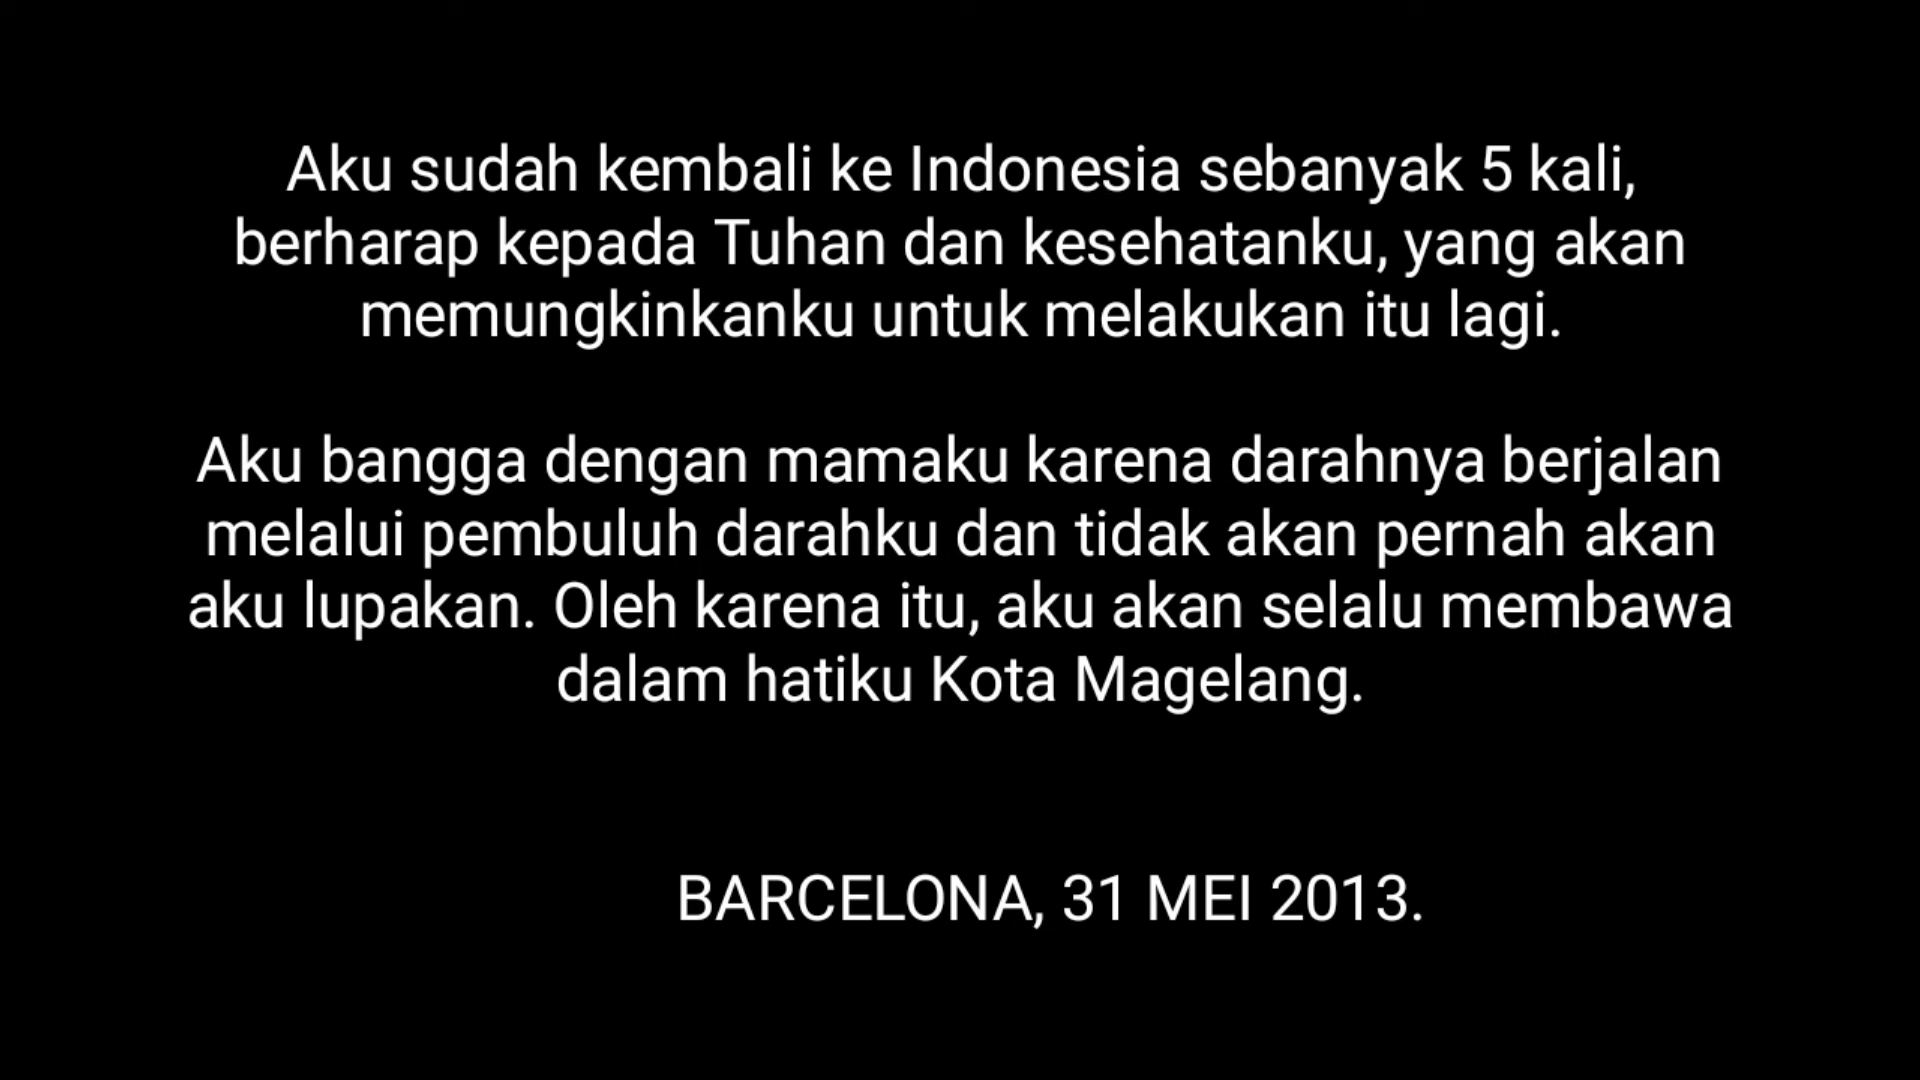 Aku sudah kembali ke Indonesia sebanyak 5 kali,
berharap kepada Tuhan dan kesehatanku, yang akan
memungkinkanku untuk melakukan itu lagi.
Aku bangga dengan mamaku karena darahnya berjalan
melalui pembuluh darahku dan tidak akan pernah akan
aku lupakan. Oleh karena itu, aku akan selalu membawa
dalam hatiku Kota Magelang.
BARCELONA, 31 MEI 2013.